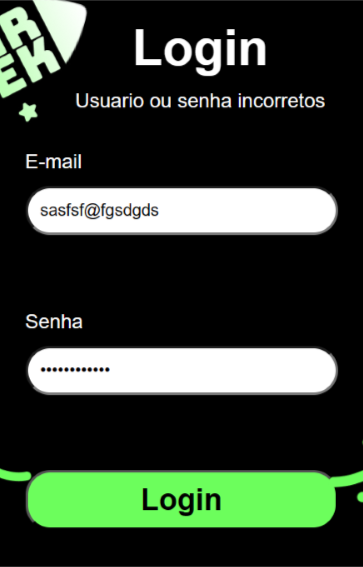 Login
Usuario ou senha incorretos
E-mail
sasfsf@fgsdgds
Senha
••••••••••••
Login